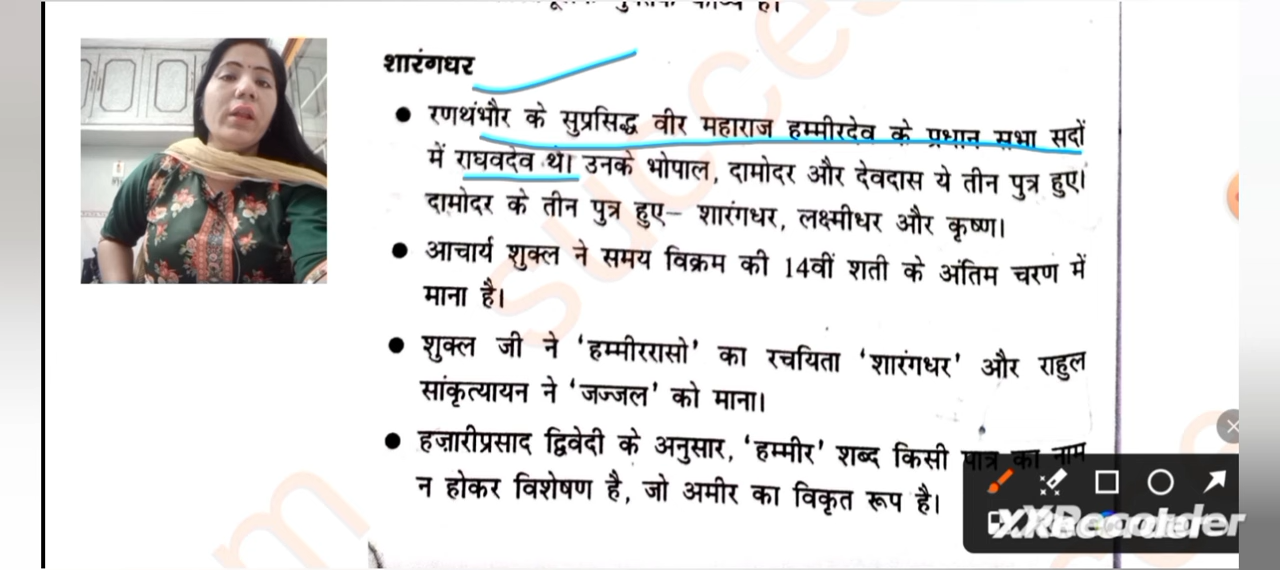 शारंगधर
● रणथंभौर के सुप्रसिद्ध वीर महाराज हम्मीरदेव के प्रधान सभा सदों
में राघवदेव थे। उनके भोपाल, दामोदर और देवदास ये तीन पुत्र हुए।
दामोदर के तीन पुत्र हुए– शारंगधर, लक्ष्मीधर और कृष्ण।
● आचार्य शुक्ल ने समय विक्रम की 14वीं शती के अंतिम चरण में
माना है।
● शुक्ल जी ने ‘हम्मीररासो’ का रचयिता ‘शारंगधर’ और राहुल
सांकृत्यायन ने ‘जज्जल’ को माना।
● हज़ारीप्रसाद द्विवेदी के अनुसार, ‘हम्मीर’ शब्द किसी पात्र का नाम
न होकर विशेषण है, जो अमीर का विकृत रूप है।
XRecorder